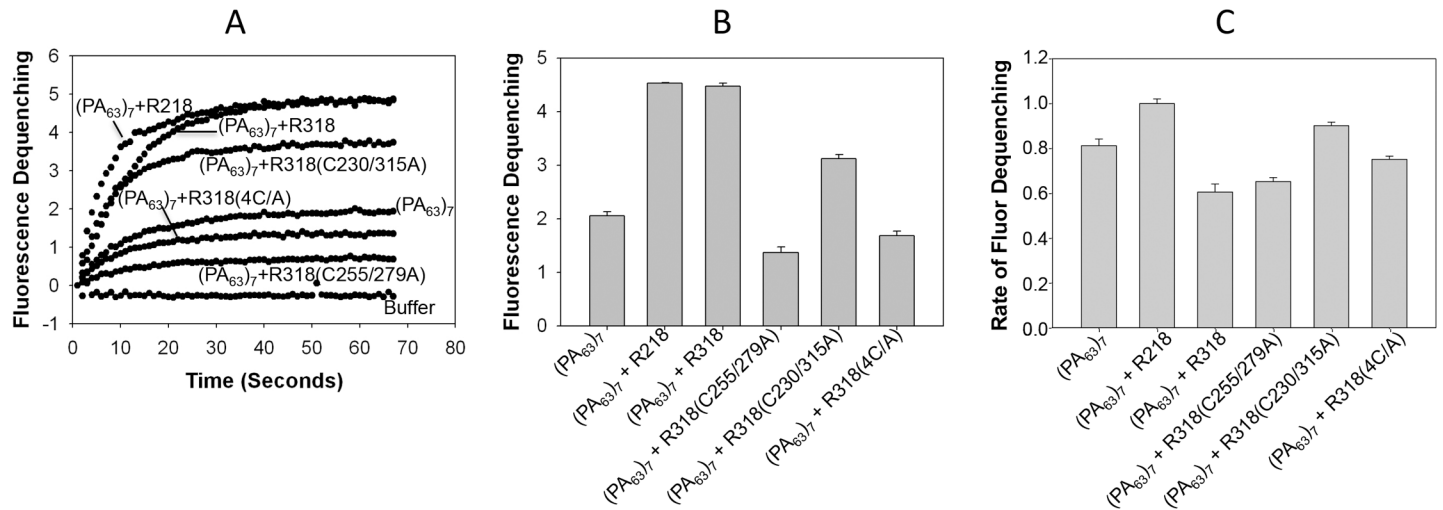 A
B
C
Fluorescence Dequenching
6
5
4
3
2
1
0
-1
(PA63)7+R218
(PA63)7+R318
(PA63)7+R318(C230/315A)
(PA63)7+R318(4C/A)
(PA63)7
(PA63)7+R318(C255/279A)
Buffer
0 10 20 30 40 50 60 70 80
Time (Seconds)
Fluorescence Dequenching
5
4
3
2
1
0
(PA63)7
(PA63)7 + R218
(PA63)7 + R318
(PA63)7 + R318(C255/279A)
(PA63)7 + R318(C230/315A)
(PA63)7 + R318(4C/A)
Rate of Fluor Dequenching
1.2
1.0
0.8
0.6
0.4
0.2
0.0
(PA63)7
(PA63)7 + R218
(PA63)7 + R318
(PA63)7 + R318(C255/279A)
(PA63)7 + R318(C230/315A)
(PA63)7 + R318(4C/A)